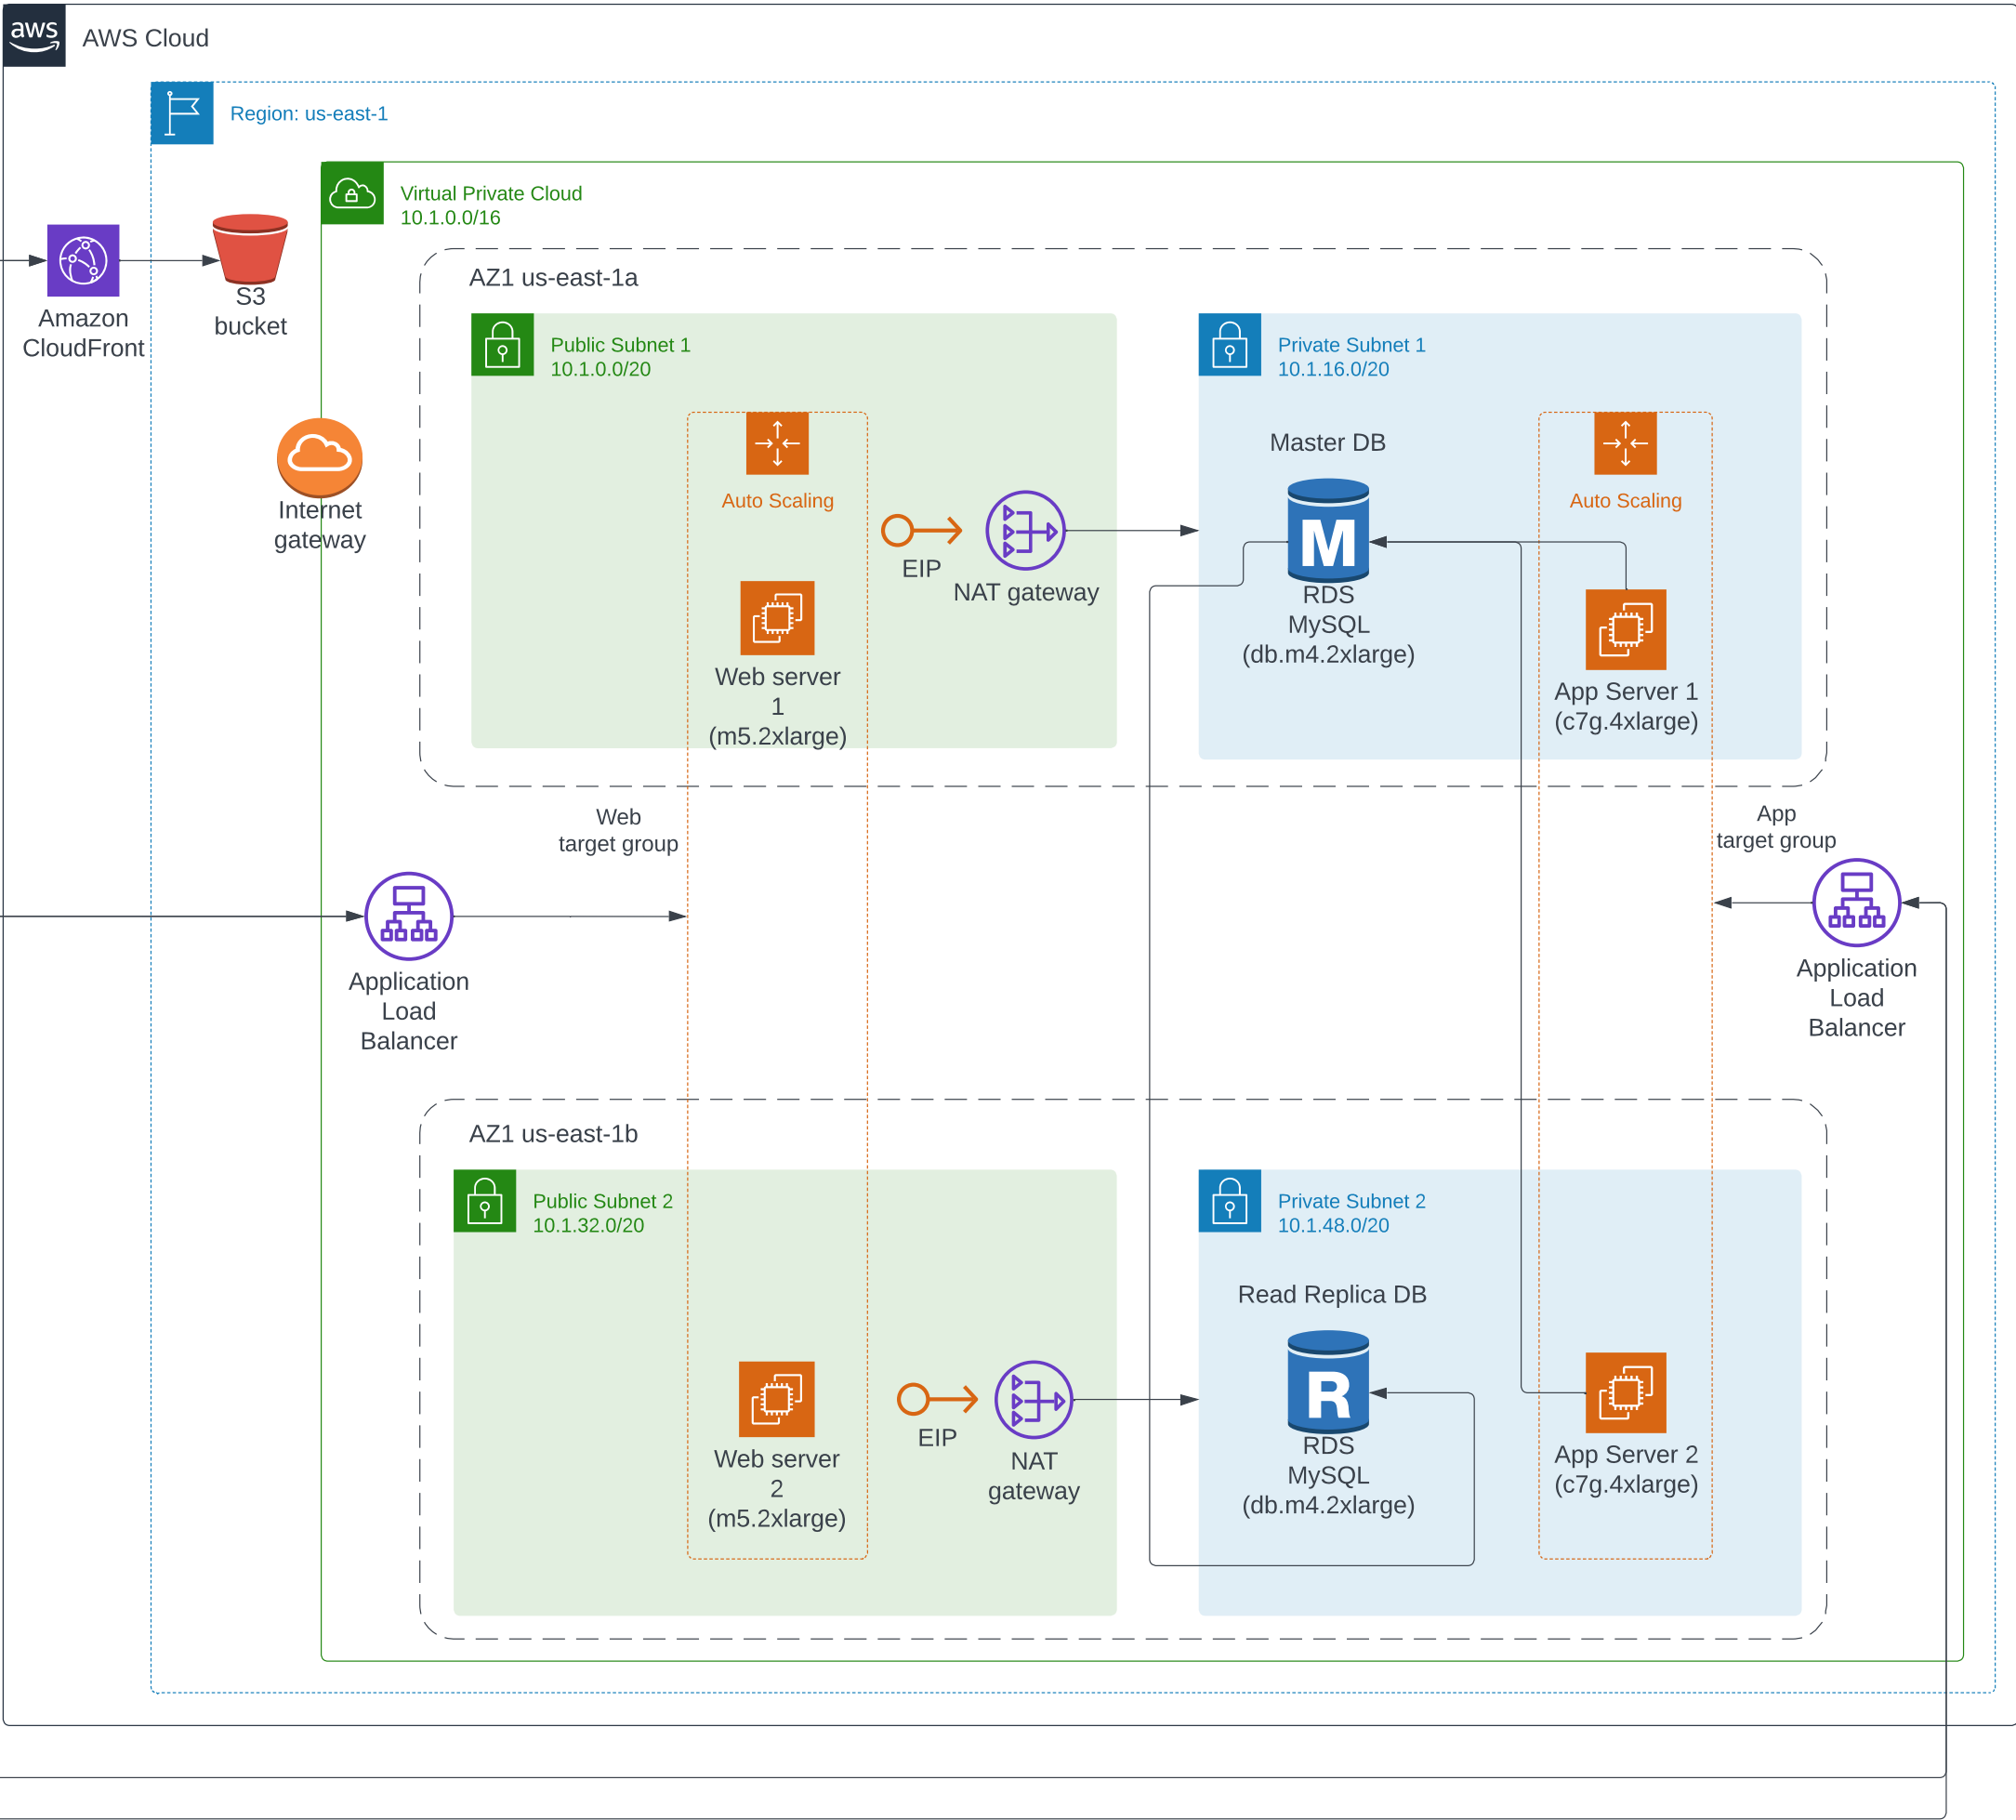 aws
AWS Cloud
Region: us-east-1
Virtual Private Cloud
10.1.0.0/16
Amazon
CloudFront
S3
bucket
Internet
gateway
AZ1 us-east-1a
Public Subnet 1
10.1.0.0/20
Auto Scaling
Web server
1
(m5.2xlarge)
EIP
NAT gateway
Private Subnet 1
10.1.16.0/20
Master DB
M
RDS
MySQL
(db.m4.2xlarge)
Auto Scaling
App Server 1
(c7g.4xlarge)
Web
target group
App
target group
Application
Load
Balancer
Application
Load
Balancer
AZ1 us-east-1b
Public Subnet 2
10.1.32.0/20
Web server
2
(m5.2xlarge)
EIP
NAT
gateway
Private Subnet 2
10.1.48.0/20
Read Replica DB
R
RDS
MySQL
(db.m4.2xlarge)
App Server 2
(c7g.4xlarge)